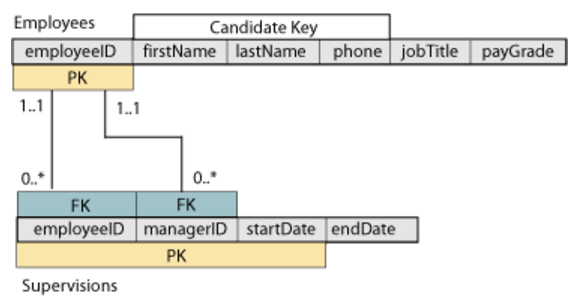 Employees
Candidate Key
employeeID firstName lastName phone jobTitle payGrade
PK
1..1 1..1
0..* 0..*
FK FK
employeeID managerID startDate endDate
PK
Supervisions